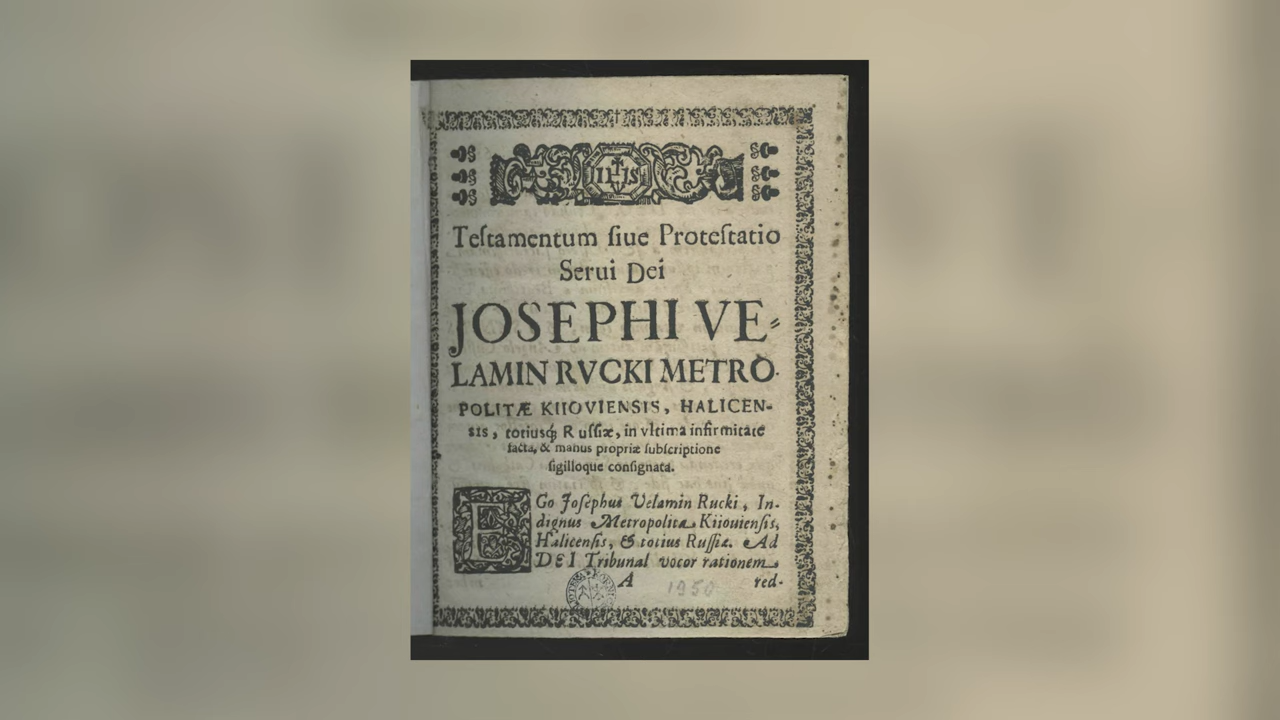 IHS
Teſtamentum ſiue Proteſtatio
Serui Dei
JOSEPHI VE-
LAMIN RVCKI METRO
POLITÆ KIIOVIENSIS, HALICEN-
SIS, totiusq; Ruſſiæ, in vltima infirmitate
facta, & manus propriæ ſubſcriptione
ſigilloque conſignata.
EGo Joſephus Velamin Rucki, In-
dignus Metropolita Kiiouienſis,
Halicenſis, & totius Ruſſiæ. Ad
DEI Tribunal vocor rationem
A red-
1950